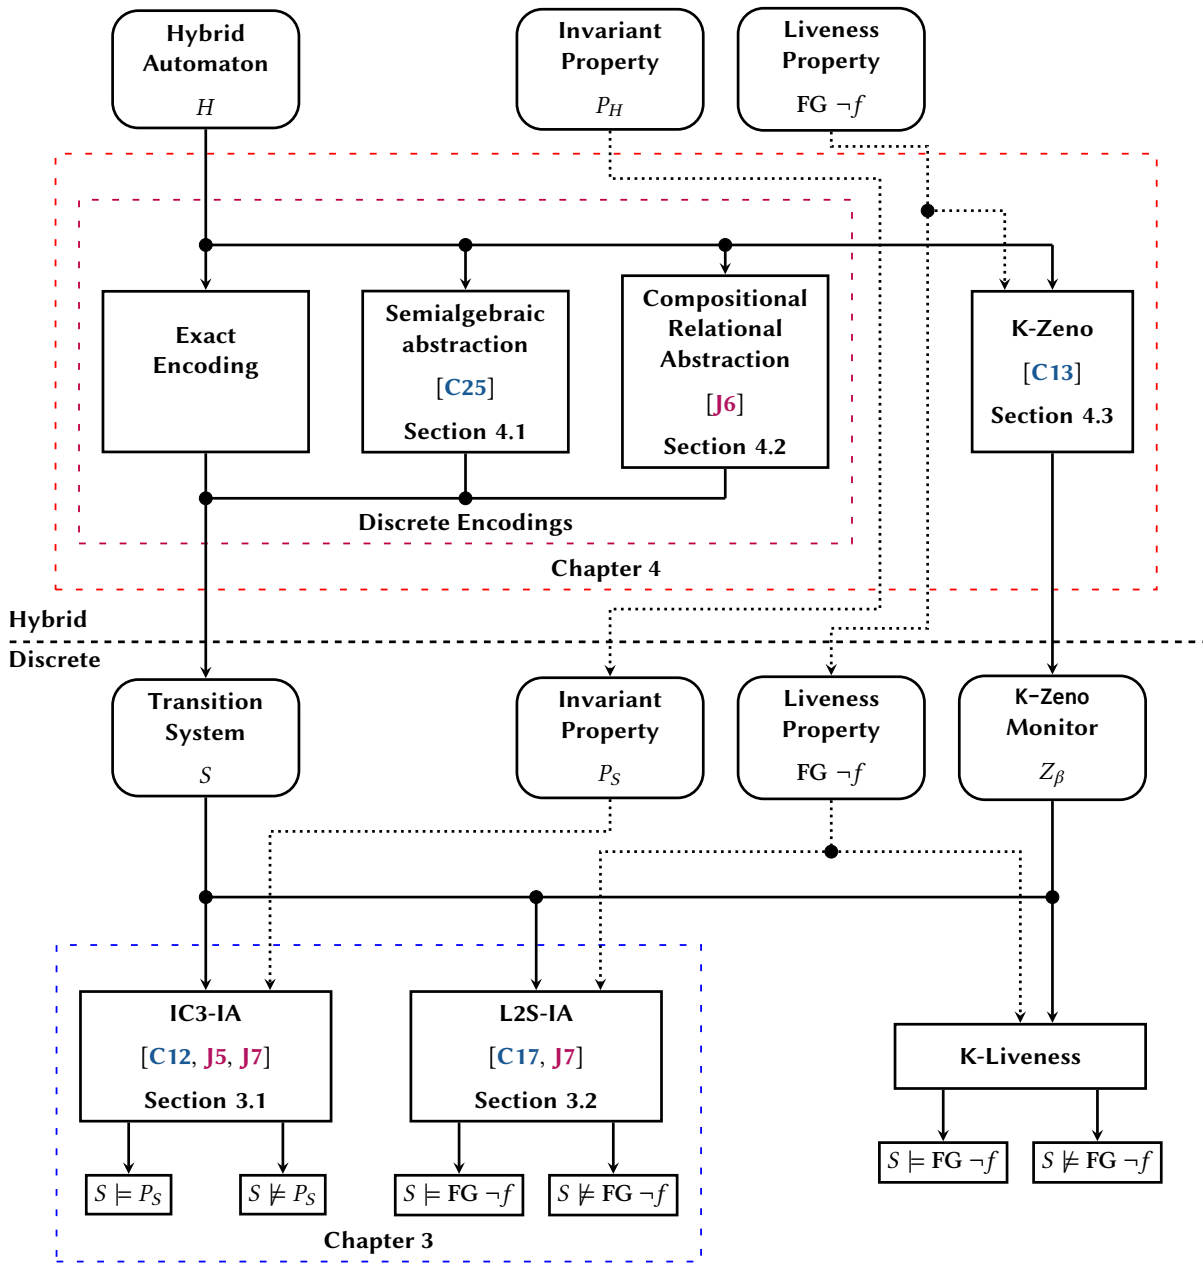 Hybrid
Automaton
H
Invariant
Property
P_H
Liveness
Property
FG ¬f
Exact
Encoding
Semialgebraic
abstraction
[C25]
Section 4.1
Compositional
Relational
Abstraction
[J6]
Section 4.2
K-Zeno
[C13]
Section 4.3
Discrete Encodings
Chapter 4
Hybrid
Discrete
Transition
System
S
Invariant
Property
P_S
Liveness
Property
FG ¬f
K-Zeno
Monitor
Z_β
IC3-IA
[C12, J5, J7]
Section 3.1
L2S-IA
[C17, J7]
Section 3.2
K-Liveness
S ⊨ P_S
S ⊭ P_S
S ⊨ FG ¬f
S ⊭ FG ¬f
S ⊨ FG ¬f
S ⊭ FG ¬f
Chapter 3